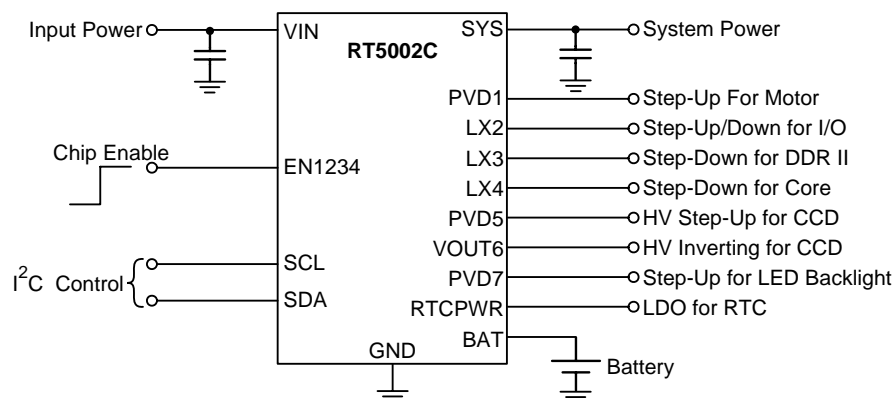 Input Power
VIN
SYS
System Power
RT5002C
PVD1
Step-Up For Motor
LX2
Step-Up/Down for I/O
Chip Enable
EN1234
LX3
Step-Down for DDR II
LX4
Step-Down for Core
PVD5
HV Step-Up for CCD
VOUT6
HV Inverting for CCD
I²C Control
SCL
SDA
PVD7
Step-Up for LED Backlight
RTCPWR
LDO for RTC
BAT
GND
Battery